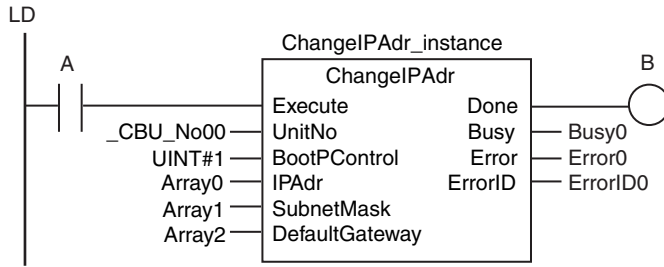 LD
ChangeIPAdr_instance
A
ChangeIPAdr
B
Execute Done
_CBU_No00 UnitNo Busy Busy0
UINT#1 BootPControl Error Error0
Array0 IPAdr ErrorID ErrorID0
Array1 SubnetMask
Array2 DefaultGateway